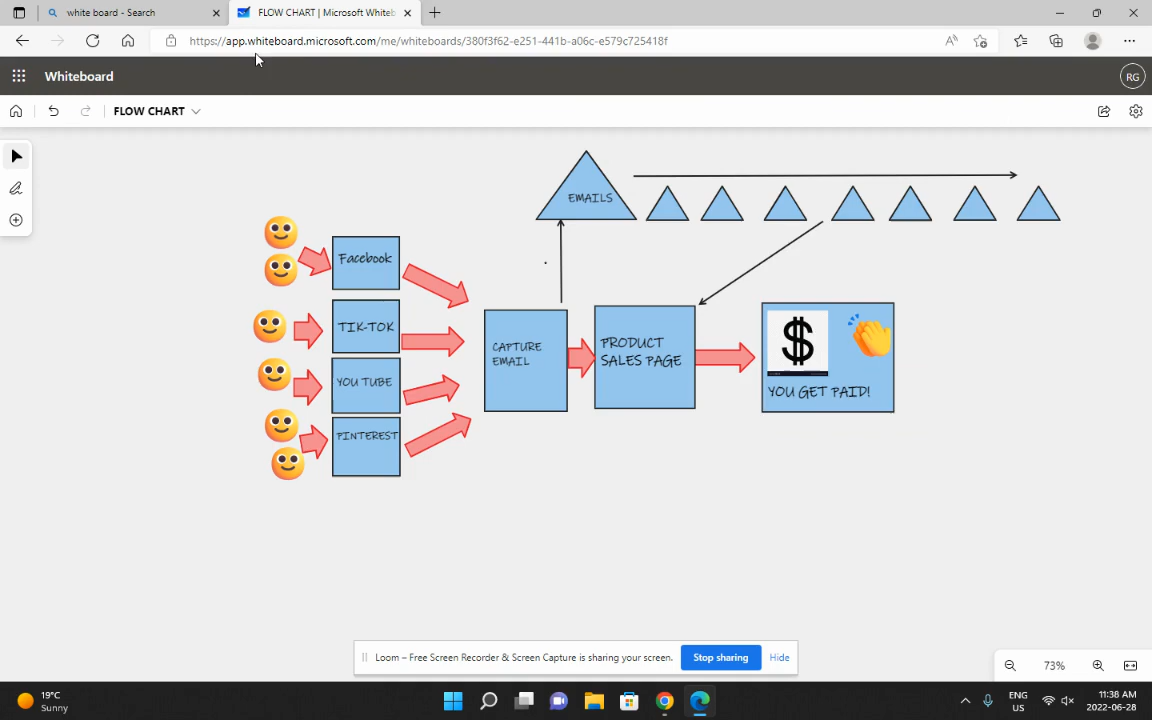 white board - Search
FLOW CHART | Microsoft Whiteb
https://app.whiteboard.microsoft.com/me/whiteboards/380f3f62-e251-441b-a06c-e579c725418f
Whiteboard
RG
FLOW CHART
EMAILS
Facebook
TIK-TOK
YOU TUBE
PINTEREST
CAPTURE
EMAIL
PRODUCT
SALES PAGE
$
YOU GET PAID!
Loom – Free Screen Recorder & Screen Capture is sharing your screen.
Stop sharing
Hide
73%
19°C
Sunny
ENG
US
11:38 AM
2022-06-28